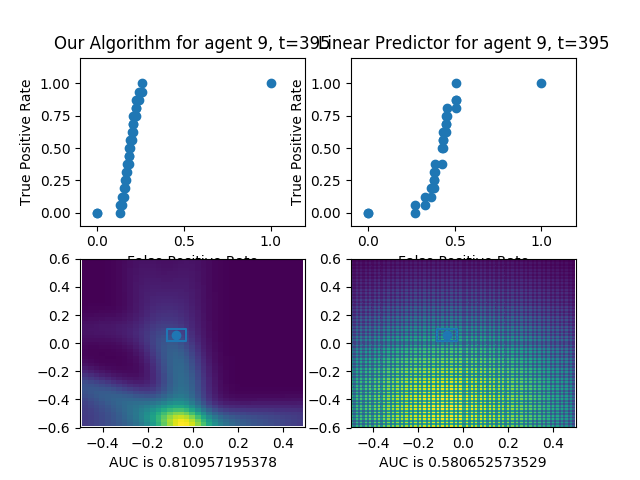 Our Algorithm for agent 9, t=395
Linear Predictor for agent 9, t=395
True Positive Rate
1.00
0.75
0.50
0.25
0.00
0.0 0.5 1.0
False Positive Rate
True Positive Rate
1.00
0.75
0.50
0.25
0.00
0.0 0.5 1.0
False Positive Rate
0.6
0.4
0.2
0.0
−0.2
−0.4
−0.6
−0.4 −0.2 0.0 0.2 0.4
AUC is 0.810957195378
0.6
0.4
0.2
0.0
−0.2
−0.4
−0.6
−0.4 −0.2 0.0 0.2 0.4
AUC is 0.580652573529